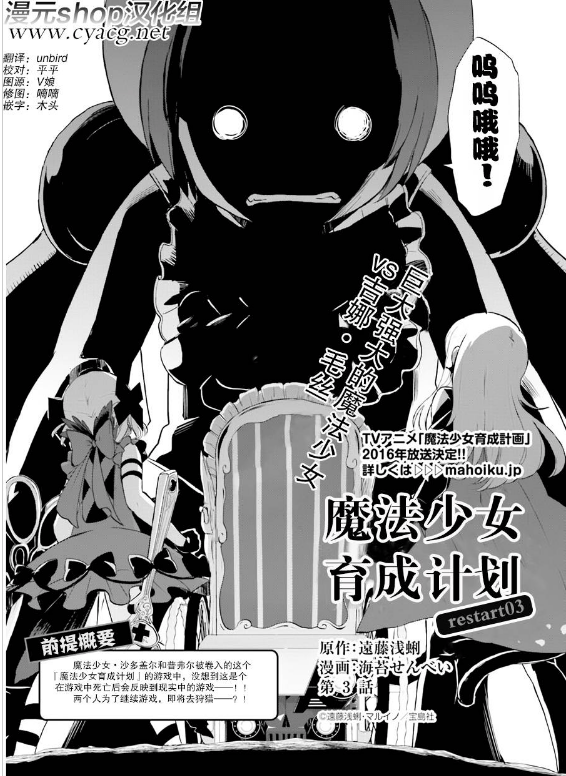 漫元shop汉化组
www.cyacg.net
翻译：unbird
校对：平平
图源：V娘
修图：嘀嘀
嵌字：木头
呜呜哦哦！
巨大强大的魔法少女
vs吉娜·毛丝
TVアニメ「魔法少女育成計画」
2016年放送決定!!
詳しくは▷▷▷mahoiku.jp
魔法少女
育成计划
restart03
原作：遠藤浅蜊
漫画：海苔せんべい
第3話
©遠藤浅蜊・マルイノ／宝島社
前提概要
魔法少女·沙多盖尔和昔弗尔被卷入的这个
「魔法少女育成计划」的游戏中，没想到这是个
在游戏中死亡后会反映到现实中的游戏——！！
两个人为了继续游戏，即将去狩猫——？！